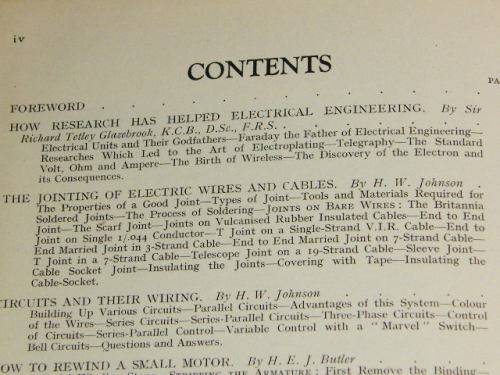 iv
CONTENTS
PA
FOREWORD . . . . . . . . .
HOW RESEARCH HAS HELPED ELECTRICAL ENGINEERING. By Sir
Richard Tetley Glazebrook, K.C.B., D.Sc., F.R.S. . . . . . . .
Electrical Units and Their Godfathers—Faraday the Father of Electrical Engineering—
Researches Which Led to the Art of Electroplating—Telegraphy—The Standard
Volt, Ohm and Ampere—The Birth of Wireless—The Discovery of the Electron and
its Consequences.
THE JOINTING OF ELECTRIC WIRES AND CABLES. By H. W. Johnson .
The Properties of a Good Joint—Types of Joint—Tools and Materials Required for
Soldered Joints—The Process of Soldering—JOINTS ON BARE WIRES: The Britannia
Joint—The Scarf Joint—Joints on Vulcanised Rubber Insulated Cables—End to End
Joint on Single 1/.044 Conductor—T Joint on a Single-Strand V.I.R. Cable—End to
End Married Joint in 3-Strand Cable—End to End Married Joint on 7-Strand Cable—
T Joint in a 7-Strand Cable—Telescope Joint on a 19-Strand Cable—Sleeve Joint—
Cable Socket Joint—Insulating the Joints—Covering with Tape—Insulating the
Cable-Socket.
CIRCUITS AND THEIR WIRING. By H. W. Johnson . . . . .
Building Up Various Circuits—Parallel Circuits—Advantages of this System—Colour
of the Wires—Series Circuits—Series-Parallel Circuits—Three-Phase Circuits—Control
of Circuits—Series-Parallel Control—Variable Control with a "Marvel" Switch—
Bell Circuits—Questions and Answers.
HOW TO REWIND A SMALL MOTOR. By H. E. J. Butler . . . .
STRIPPING THE ARMATURE: First Remove the Binding—